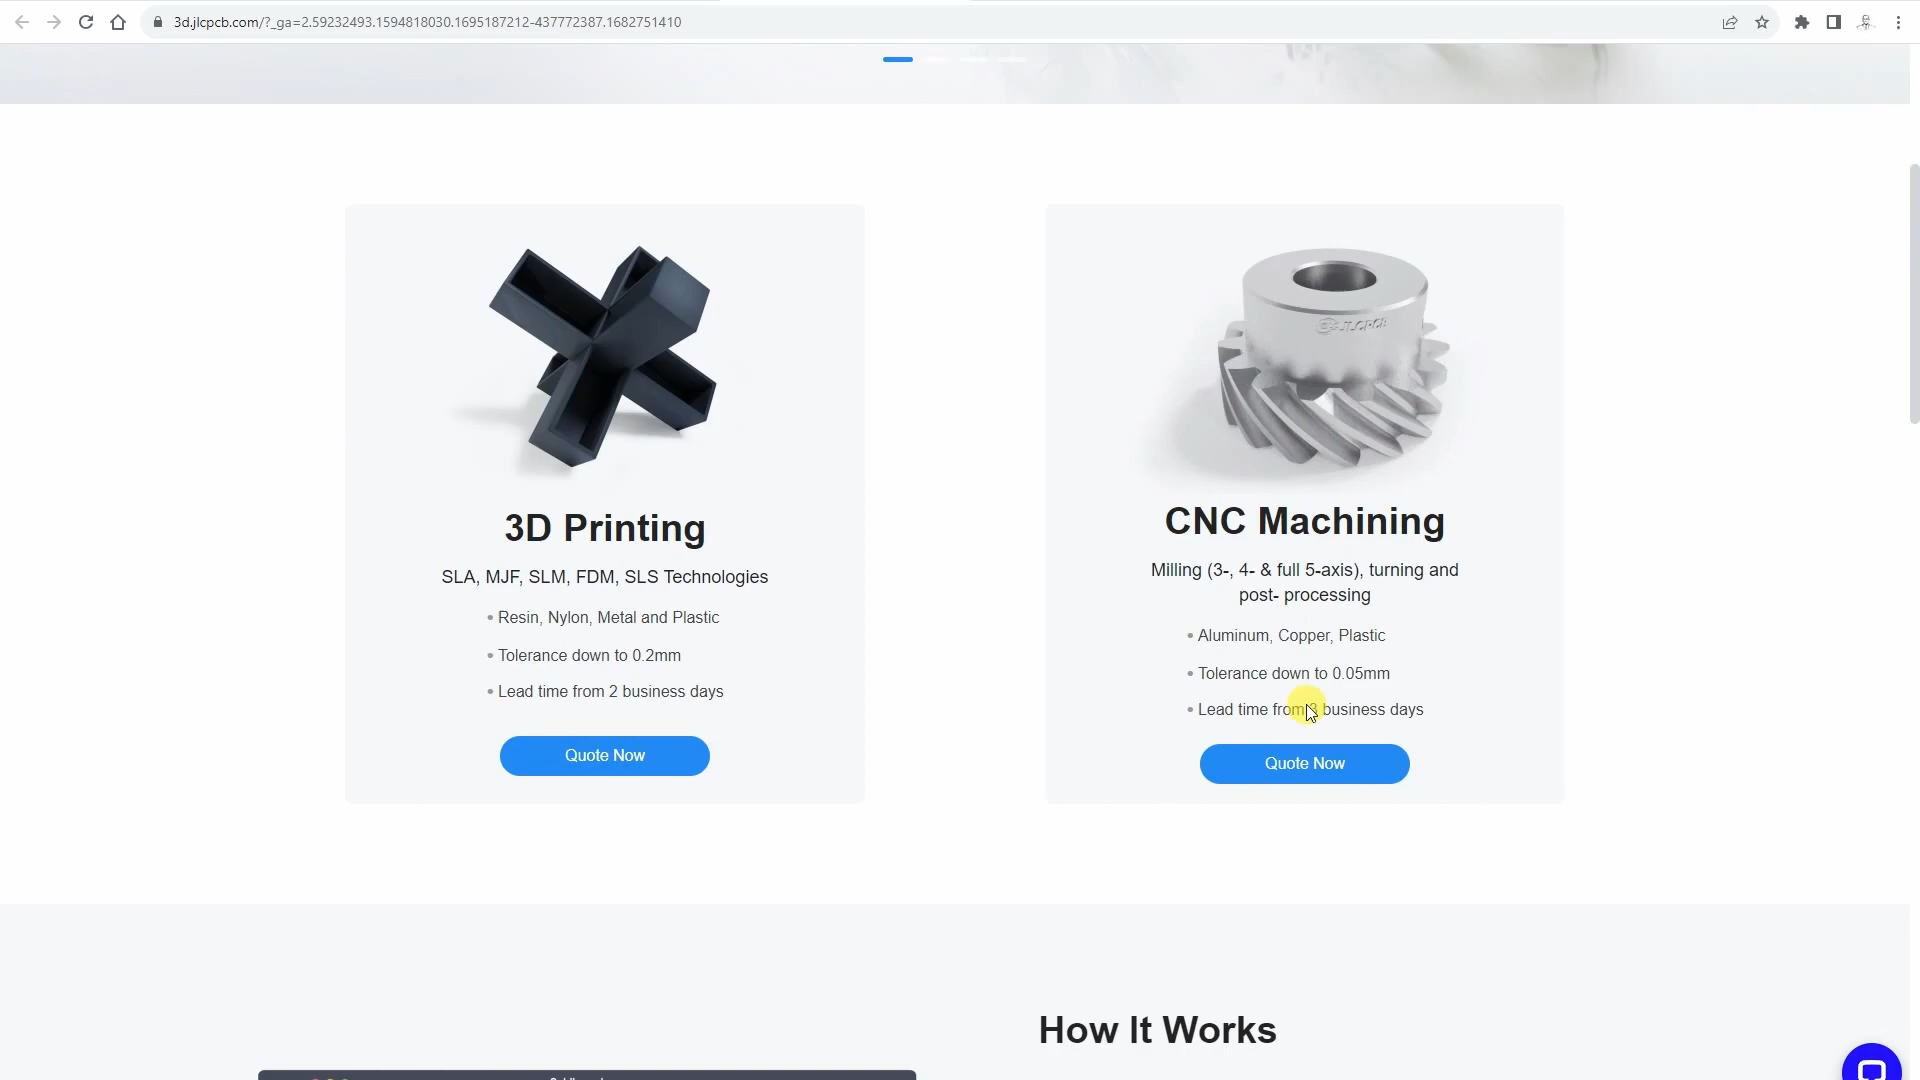 3d.jlcpcb.com/?_ga=2.59232493.1594818030.1695187212-437772387.1682751410
JLCPCB
3D Printing
SLA, MJF, SLM, FDM, SLS Technologies
• Resin, Nylon, Metal and Plastic
• Tolerance down to 0.2mm
• Lead time from 2 business days
Quote Now
CNC Machining
Milling (3-, 4- & full 5-axis), turning and
post- processing
• Aluminum, Copper, Plastic
• Tolerance down to 0.05mm
• Lead time from 3 business days
Quote Now
How It Works